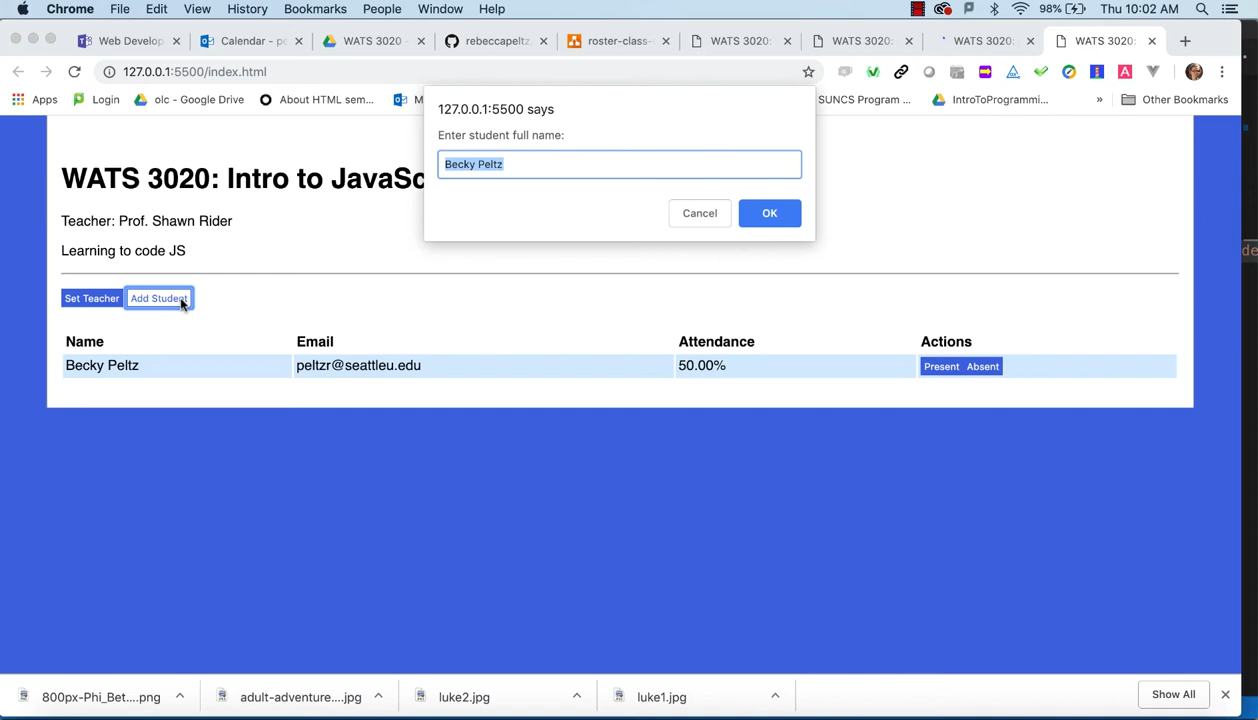 Chrome File Edit View History Bookmarks People Window Help 98% Thu 10:02 AM
Web Develop Calendar - pe WATS 3020 - rebeccapeltz, roster-class- WATS 3020: WATS 3020: WATS 3020: WATS 3020:
127.0.0.1:5500/index.html
Apps Login olc - Google Drive About HTML sem... M SUNCS Program ... IntroToProgrammi... » Other Bookmarks
127.0.0.1:5500 says
Enter student full name:
Becky Peltz
Cancel OK
WATS 3020: Intro to JavaSc
Teacher: Prof. Shawn Rider
Learning to code JS
de
Set Teacher Add Student
Name Email Attendance Actions
Becky Peltz peltzr@seattleu.edu 50.00% Present Absent
800px-Phi_Bet....png adult-adventure....jpg luke2.jpg luke1.jpg Show All